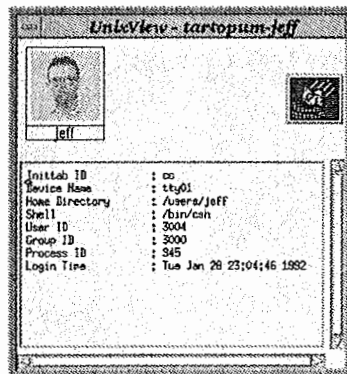 UnixView - tartopum-jeff
jeff
Inittab ID : co
Device Name : tty01
Home Directory : /users/jeff
Shell : /bin/csh
User ID : 3004
Group ID : 3000
Process ID : 945
Login Time : Tue Jan 28 23:04:46 1992